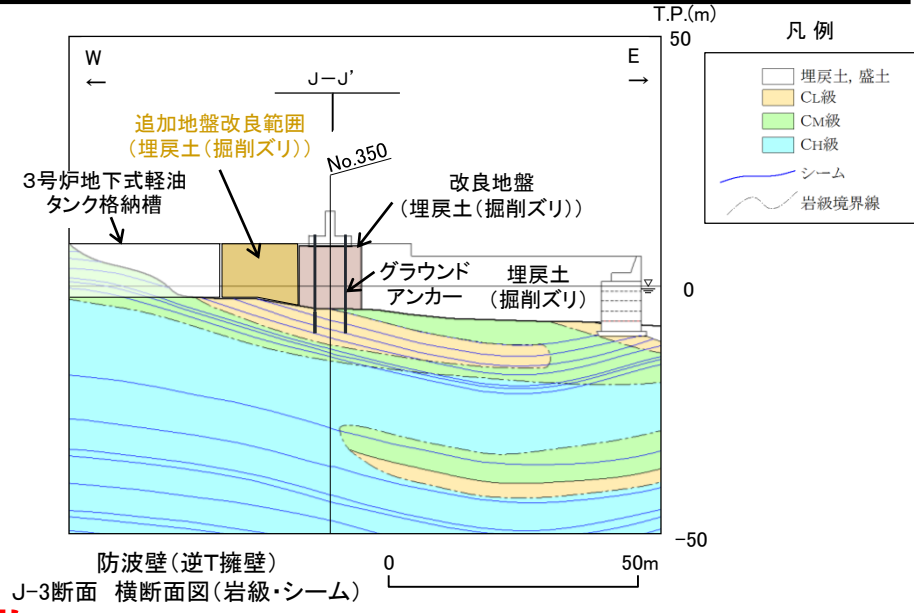 T.P.(m)
50
凡 例
W
←
E
→
J-J’
埋戻土，盛土
CL級
CM級
CH級
シーム
岩級境界線
追加地盤改良範囲
（埋戻土（掘削ズリ））
No.350
3号炉地下式軽油
タンク格納槽
改良地盤
（埋戻土（掘削ズリ））
グラウンド
アンカー
埋戻土
（掘削ズリ）
0
-50
防波壁（逆T擁壁）
J-3断面 横断面図（岩級・シーム）
0
50m